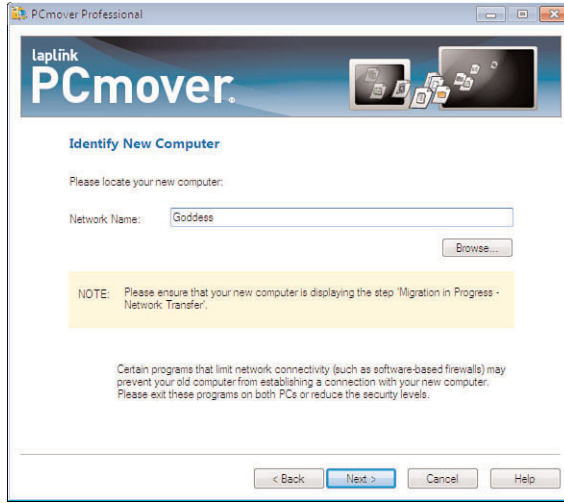 PCmover Professional
laplink
PCmover.
Identify New Computer
Please locate your new computer:
Network Name:
Goddess
Browse...
NOTE: Please ensure that your new computer is displaying the step 'Migration in Progress -
Network Transfer'.
Certain programs that limit network connectivity (such as software-based firewalls) may
prevent your old computer from establishing a connection with your new computer.
Please exit these programs on both PCs or reduce the security levels.
< Back
Next >
Cancel
Help